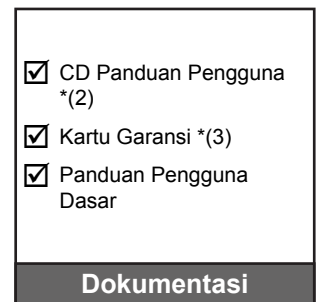 ☑ CD Panduan Pengguna
*(2)
☑ Kartu Garansi *(3)
☑ Panduan Pengguna
Dasar
Dokumentasi